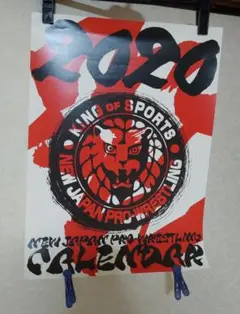 2020
KING OF SPORTS
NEW JAPAN PRO-WRESTLING
NEW JAPAN PRO-WRESTLING
CALENDAR